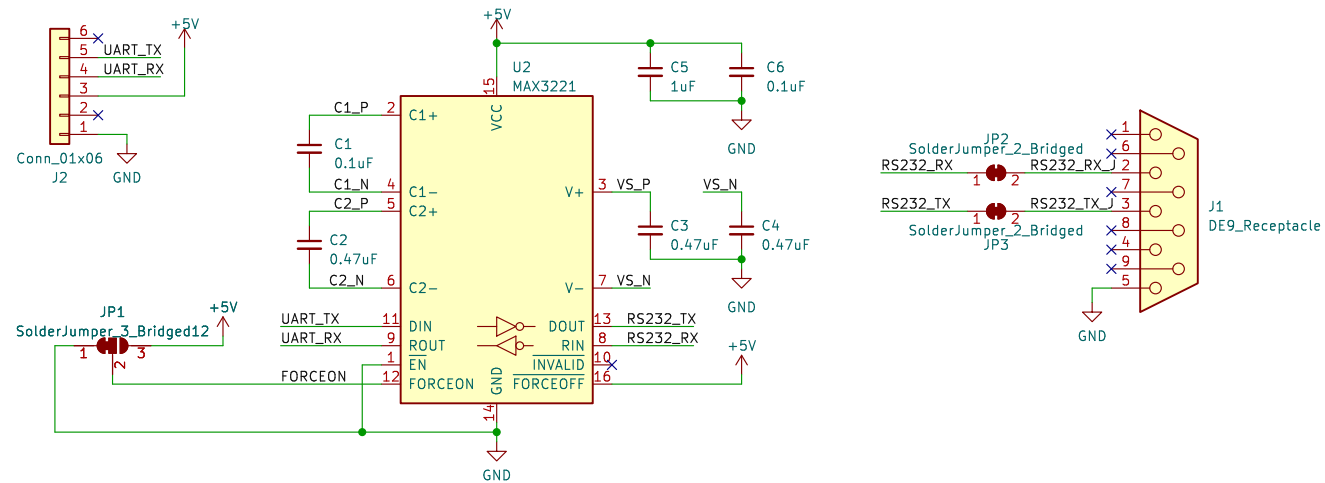 +5V
6
5
UART_TX
4
UART_RX
3
2
1
Conn_01x06
J2
GND
+5V
U2
MAX3221
15
VCC
C5
1uF
C6
0.1uF
GND
C1_P
2
C1+
C1
0.1uF
C1_N
4
C1-
C2_P
5
C2+
C2
0.47uF
C2_N
6
C2-
V+
3
VS_P
VS_N
C3
0.47uF
C4
0.47uF
GND
V-
7
VS_N
UART_TX
11
DIN
DOUT
13
RS232_TX
UART_RX
9
ROUT
RIN
8
RS232_RX
1
EN
INVALID
10
FORCEON
12
FORCEON
FORCEOFF
16
+5V
GND
14
GND
JP1
SolderJumper_3_Bridged12
1
2
3
+5V
JP2
SolderJumper_2_Bridged
RS232_RX
1
2
RS232_RX_J
RS232_TX
1
2
RS232_TX_J
SolderJumper_2_Bridged
JP3
1
6
2
7
3
8
4
9
5
J1
DE9_Receptacle
GND